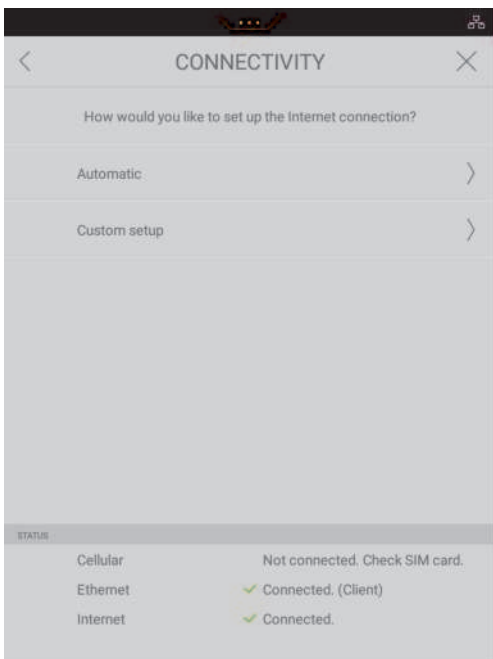 CONNECTIVITY
How would you like to set up the Internet connection?
Automatic
Custom setup
STATUS
Cellular Not connected. Check SIM card.
Ethernet Connected. (Client)
Internet Connected.